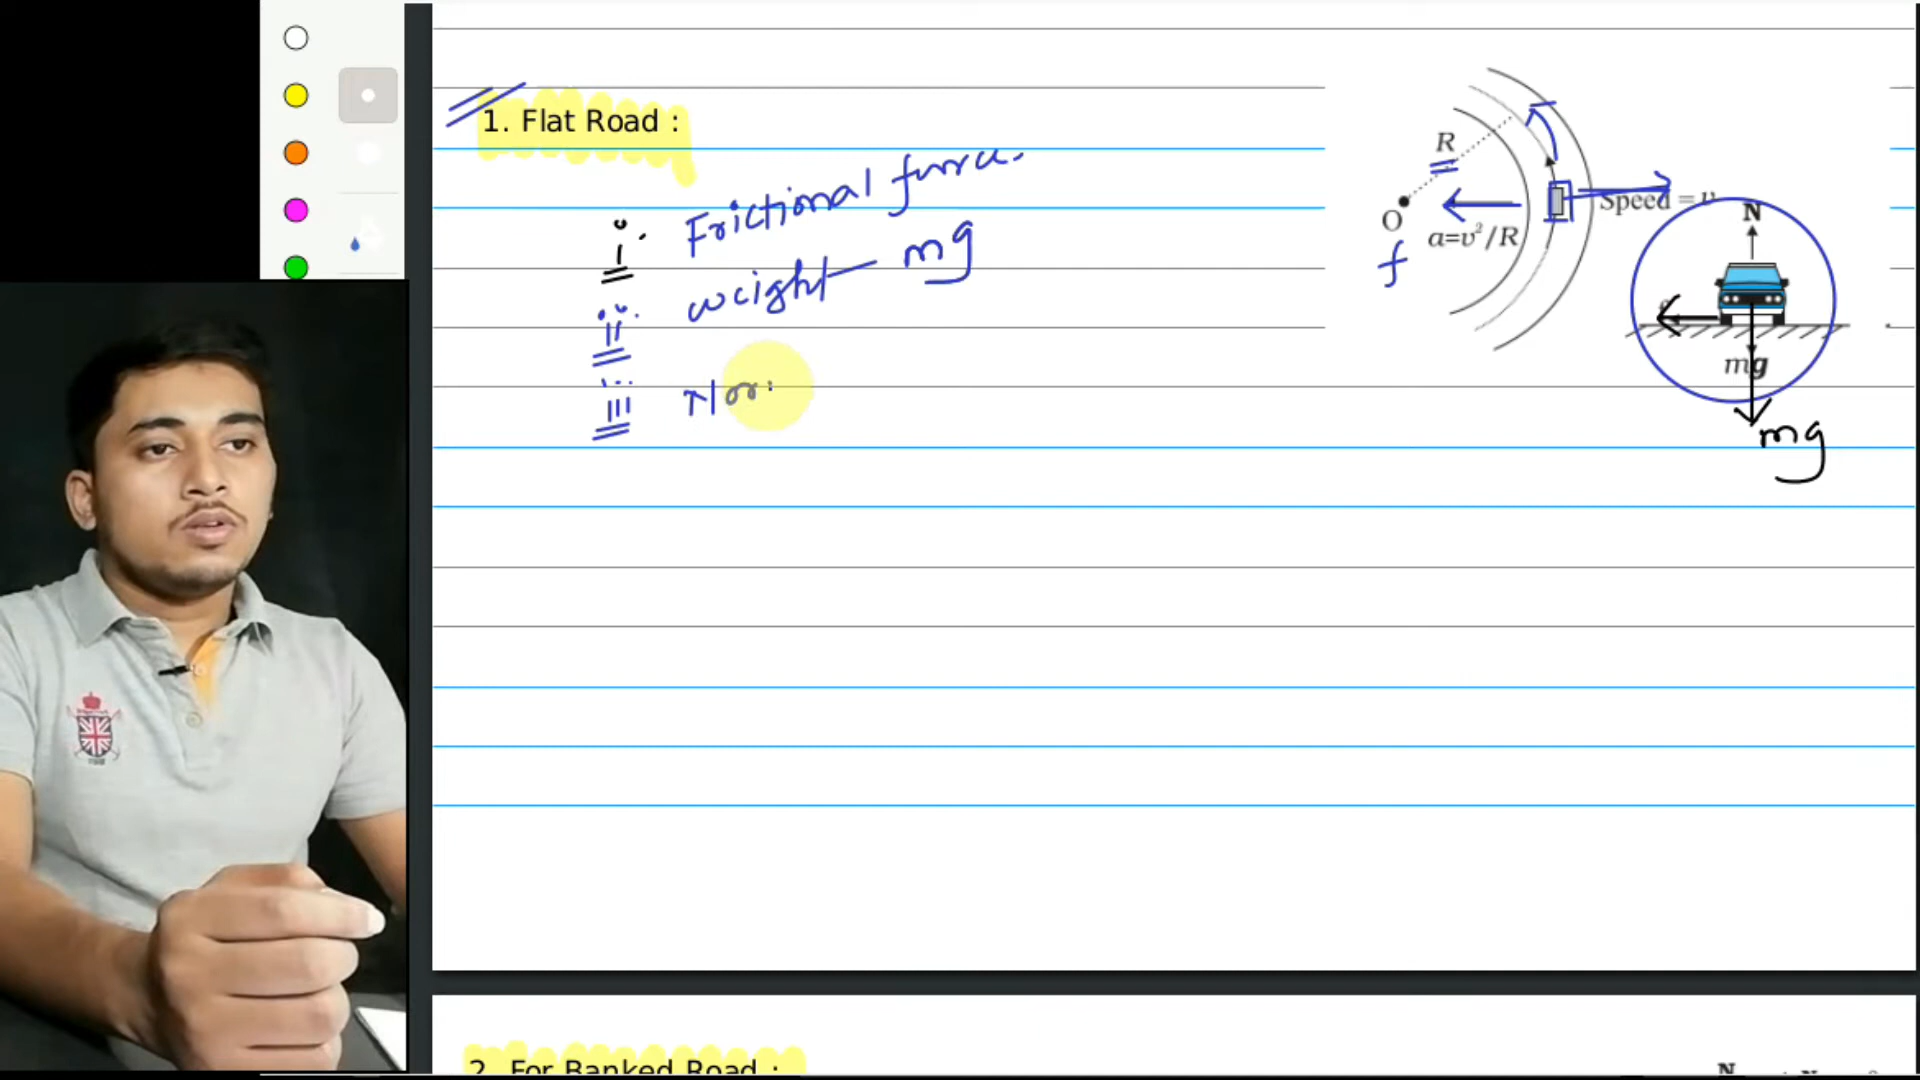 1. Flat Road :
i. Frictional force.
ii. weight — mg
iii. Nor
R
O
f
a=v²/R
Speed = v
N
mg
mg
2. For Banked Road :